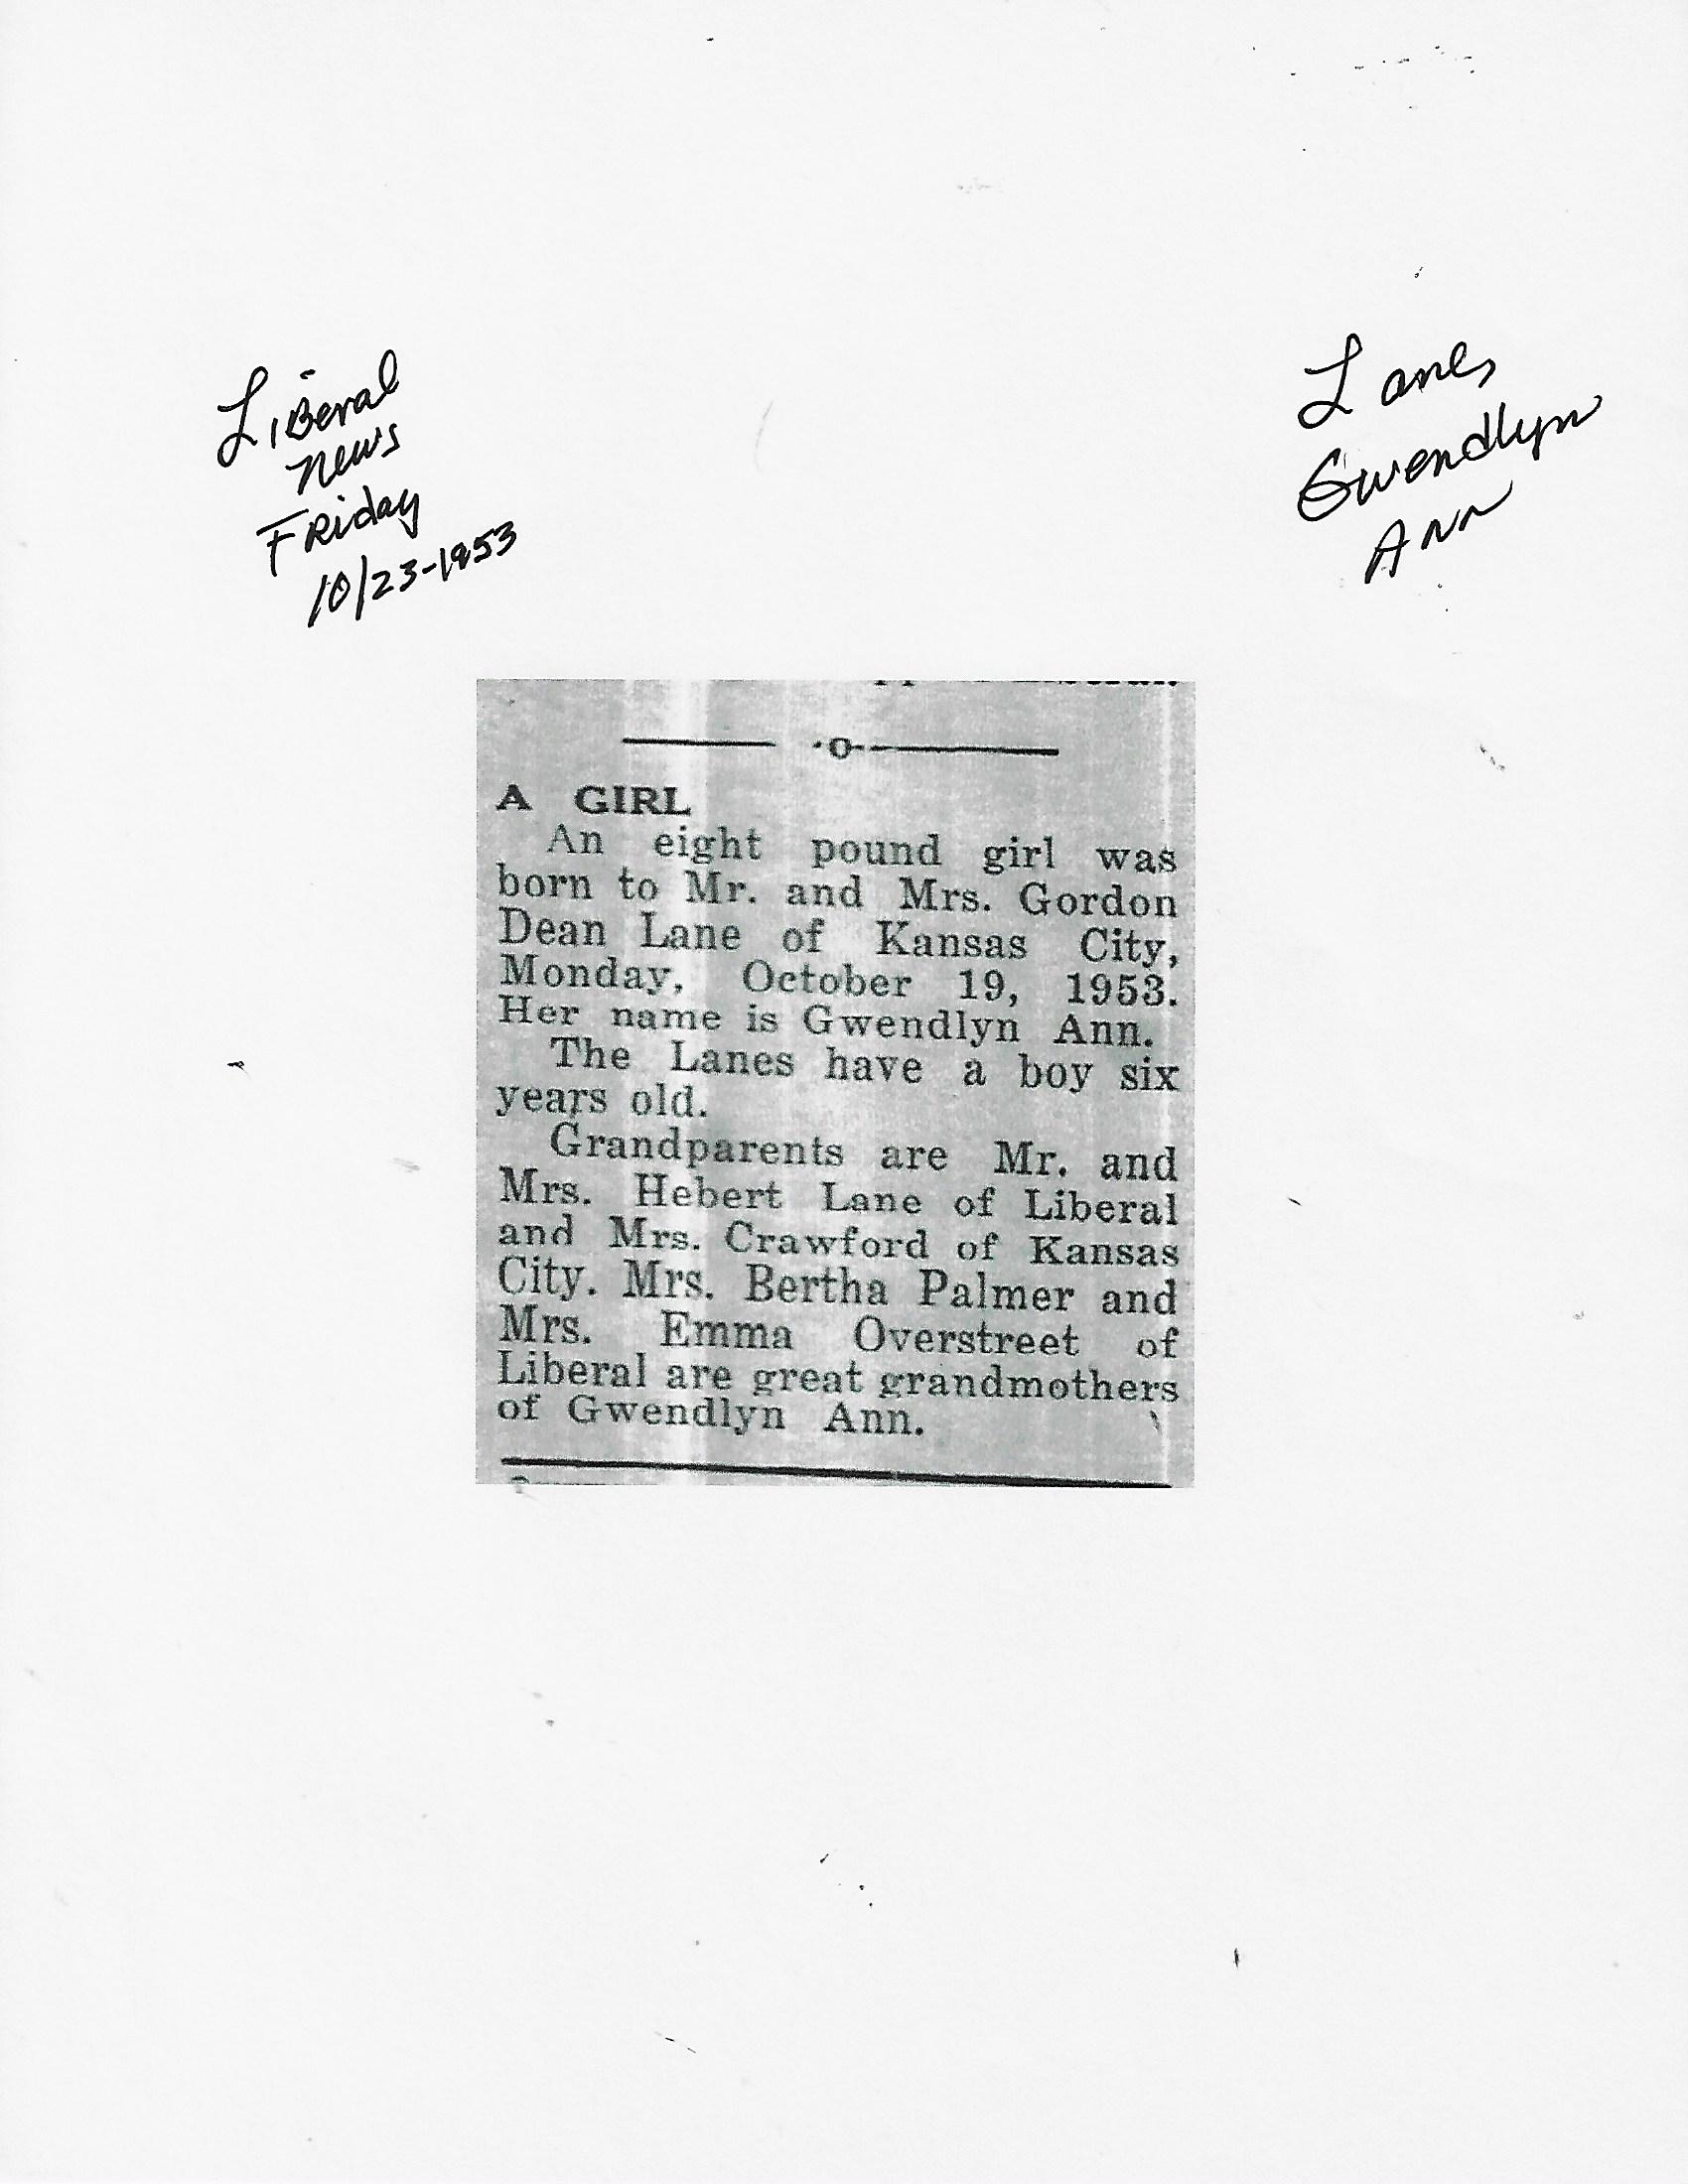 Liberal
News
Friday
10/23-1953
Lane,
Gwendlyn
Ann
A GIRL
An eight pound girl was
born to Mr. and Mrs. Gordon
Dean Lane of Kansas City,
Monday, October 19, 1953.
Her name is Gwendlyn Ann.
The Lanes have a boy six
years old.
Grandparents are Mr. and
Mrs. Hebert Lane of Liberal
and Mrs. Crawford of Kansas
City. Mrs. Bertha Palmer and
Mrs. Emma Overstreet of
Liberal are great grandmothers
of Gwendlyn Ann.